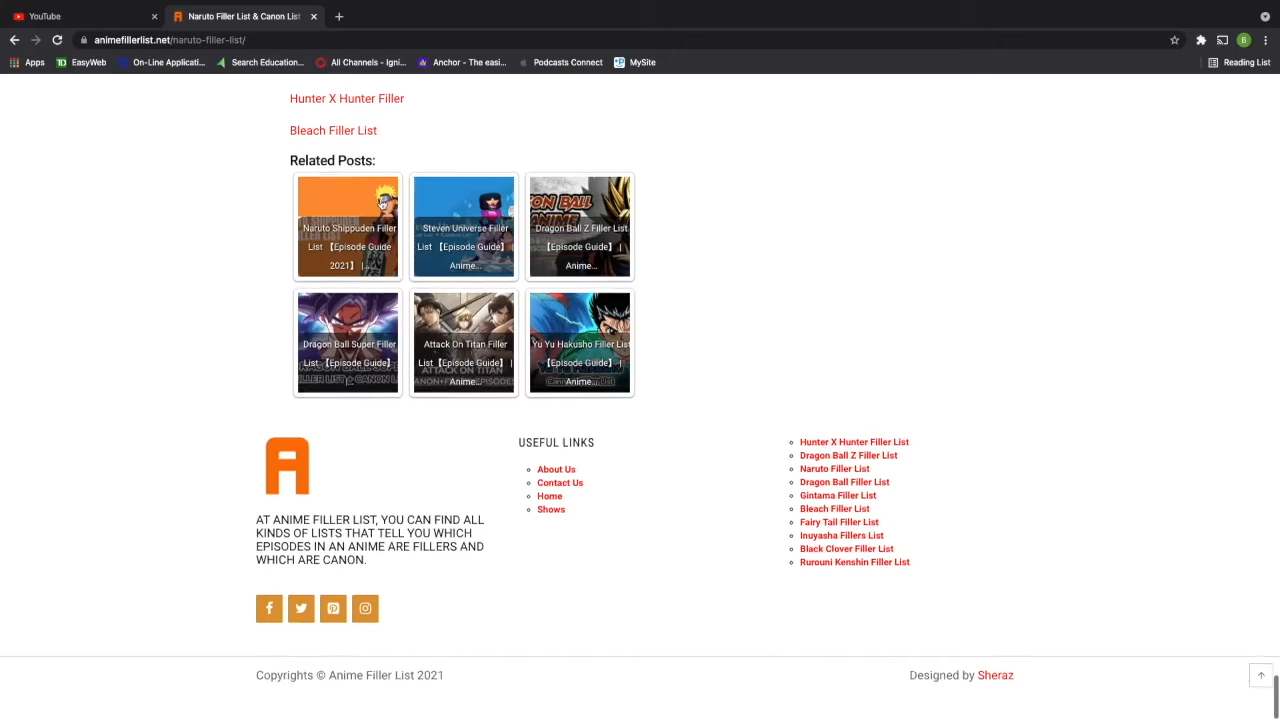 YouTube
Naruto Filler List & Canon List
animefillerlist.net/naruto-filler-list/
B
Apps
EasyWeb
On-Line Applicati...
Search Education...
All Channels - Igni...
Anchor - The easi...
Podcasts Connect
MySite
Reading List
Hunter X Hunter Filler
Bleach Filler List
Related Posts:
Naruto Shippuden Filler
List 【Episode Guide
2021】 |...
Steven Universe Filler
List 【Episode Guide】 |
Anime...
DRAGON BALL
ANIME
Dragon Ball Z Filler List
【Episode Guide】 |
Anime...
Dragon Ball Super Filler
List 【Episode Guide】
|...
Attack On Titan Filler
List【Episode Guide】 |
ATTACK ON TITAN
Anime...
Yu Yu Hakusho Filler List
【Episode Guide】 |
Anime...
USEFUL LINKS
About Us
Contact Us
Home
Shows
AT ANIME FILLER LIST, YOU CAN FIND ALL
KINDS OF LISTS THAT TELL YOU WHICH
EPISODES IN AN ANIME ARE FILLERS AND
WHICH ARE CANON.
Hunter X Hunter Filler List
Dragon Ball Z Filler List
Naruto Filler List
Dragon Ball Filler List
Gintama Filler List
Bleach Filler List
Fairy Tail Filler List
Inuyasha Fillers List
Black Clover Filler List
Rurouni Kenshin Filler List
Copyrights © Anime Filler List 2021
Designed by Sheraz